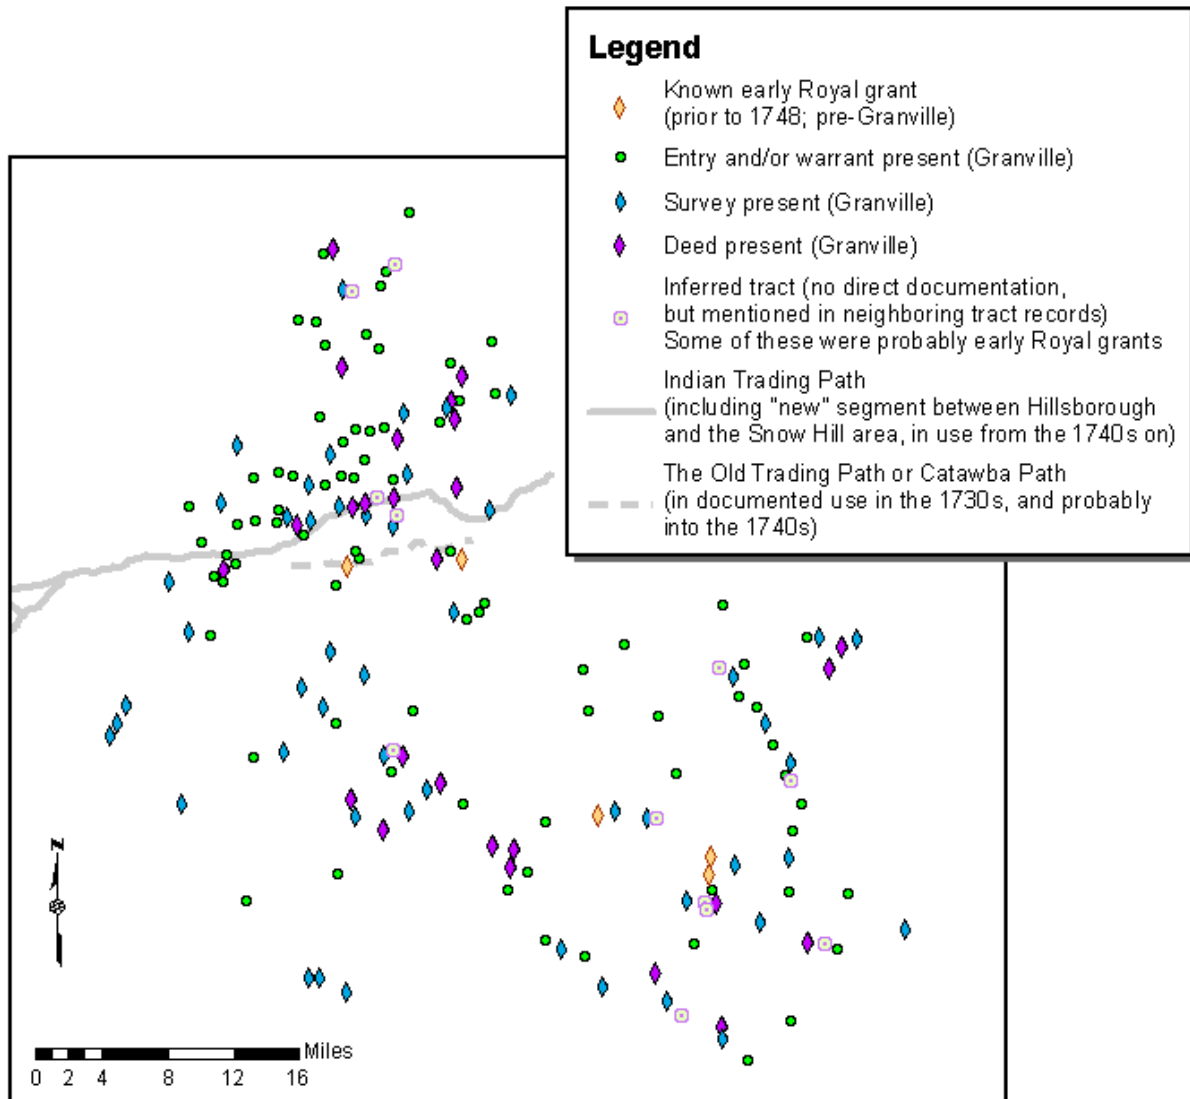 Legend
Known early Royal grant
(prior to 1748; pre-Granville)
Entry and/or warrant present (Granville)
Survey present (Granville)
Deed present (Granville)
Inferred tract (no direct documentation,
but mentioned in neighboring tract records)
Some of these were probably early Royal grants
Indian Trading Path
(including "new" segment between Hillsborough
and the Snow Hill area, in use from the 1740s on)
The Old Trading Path or Catawba Path
(in documented use in the 1730s, and probably
into the 1740s)
N
Miles
0 2 4 8 12 16